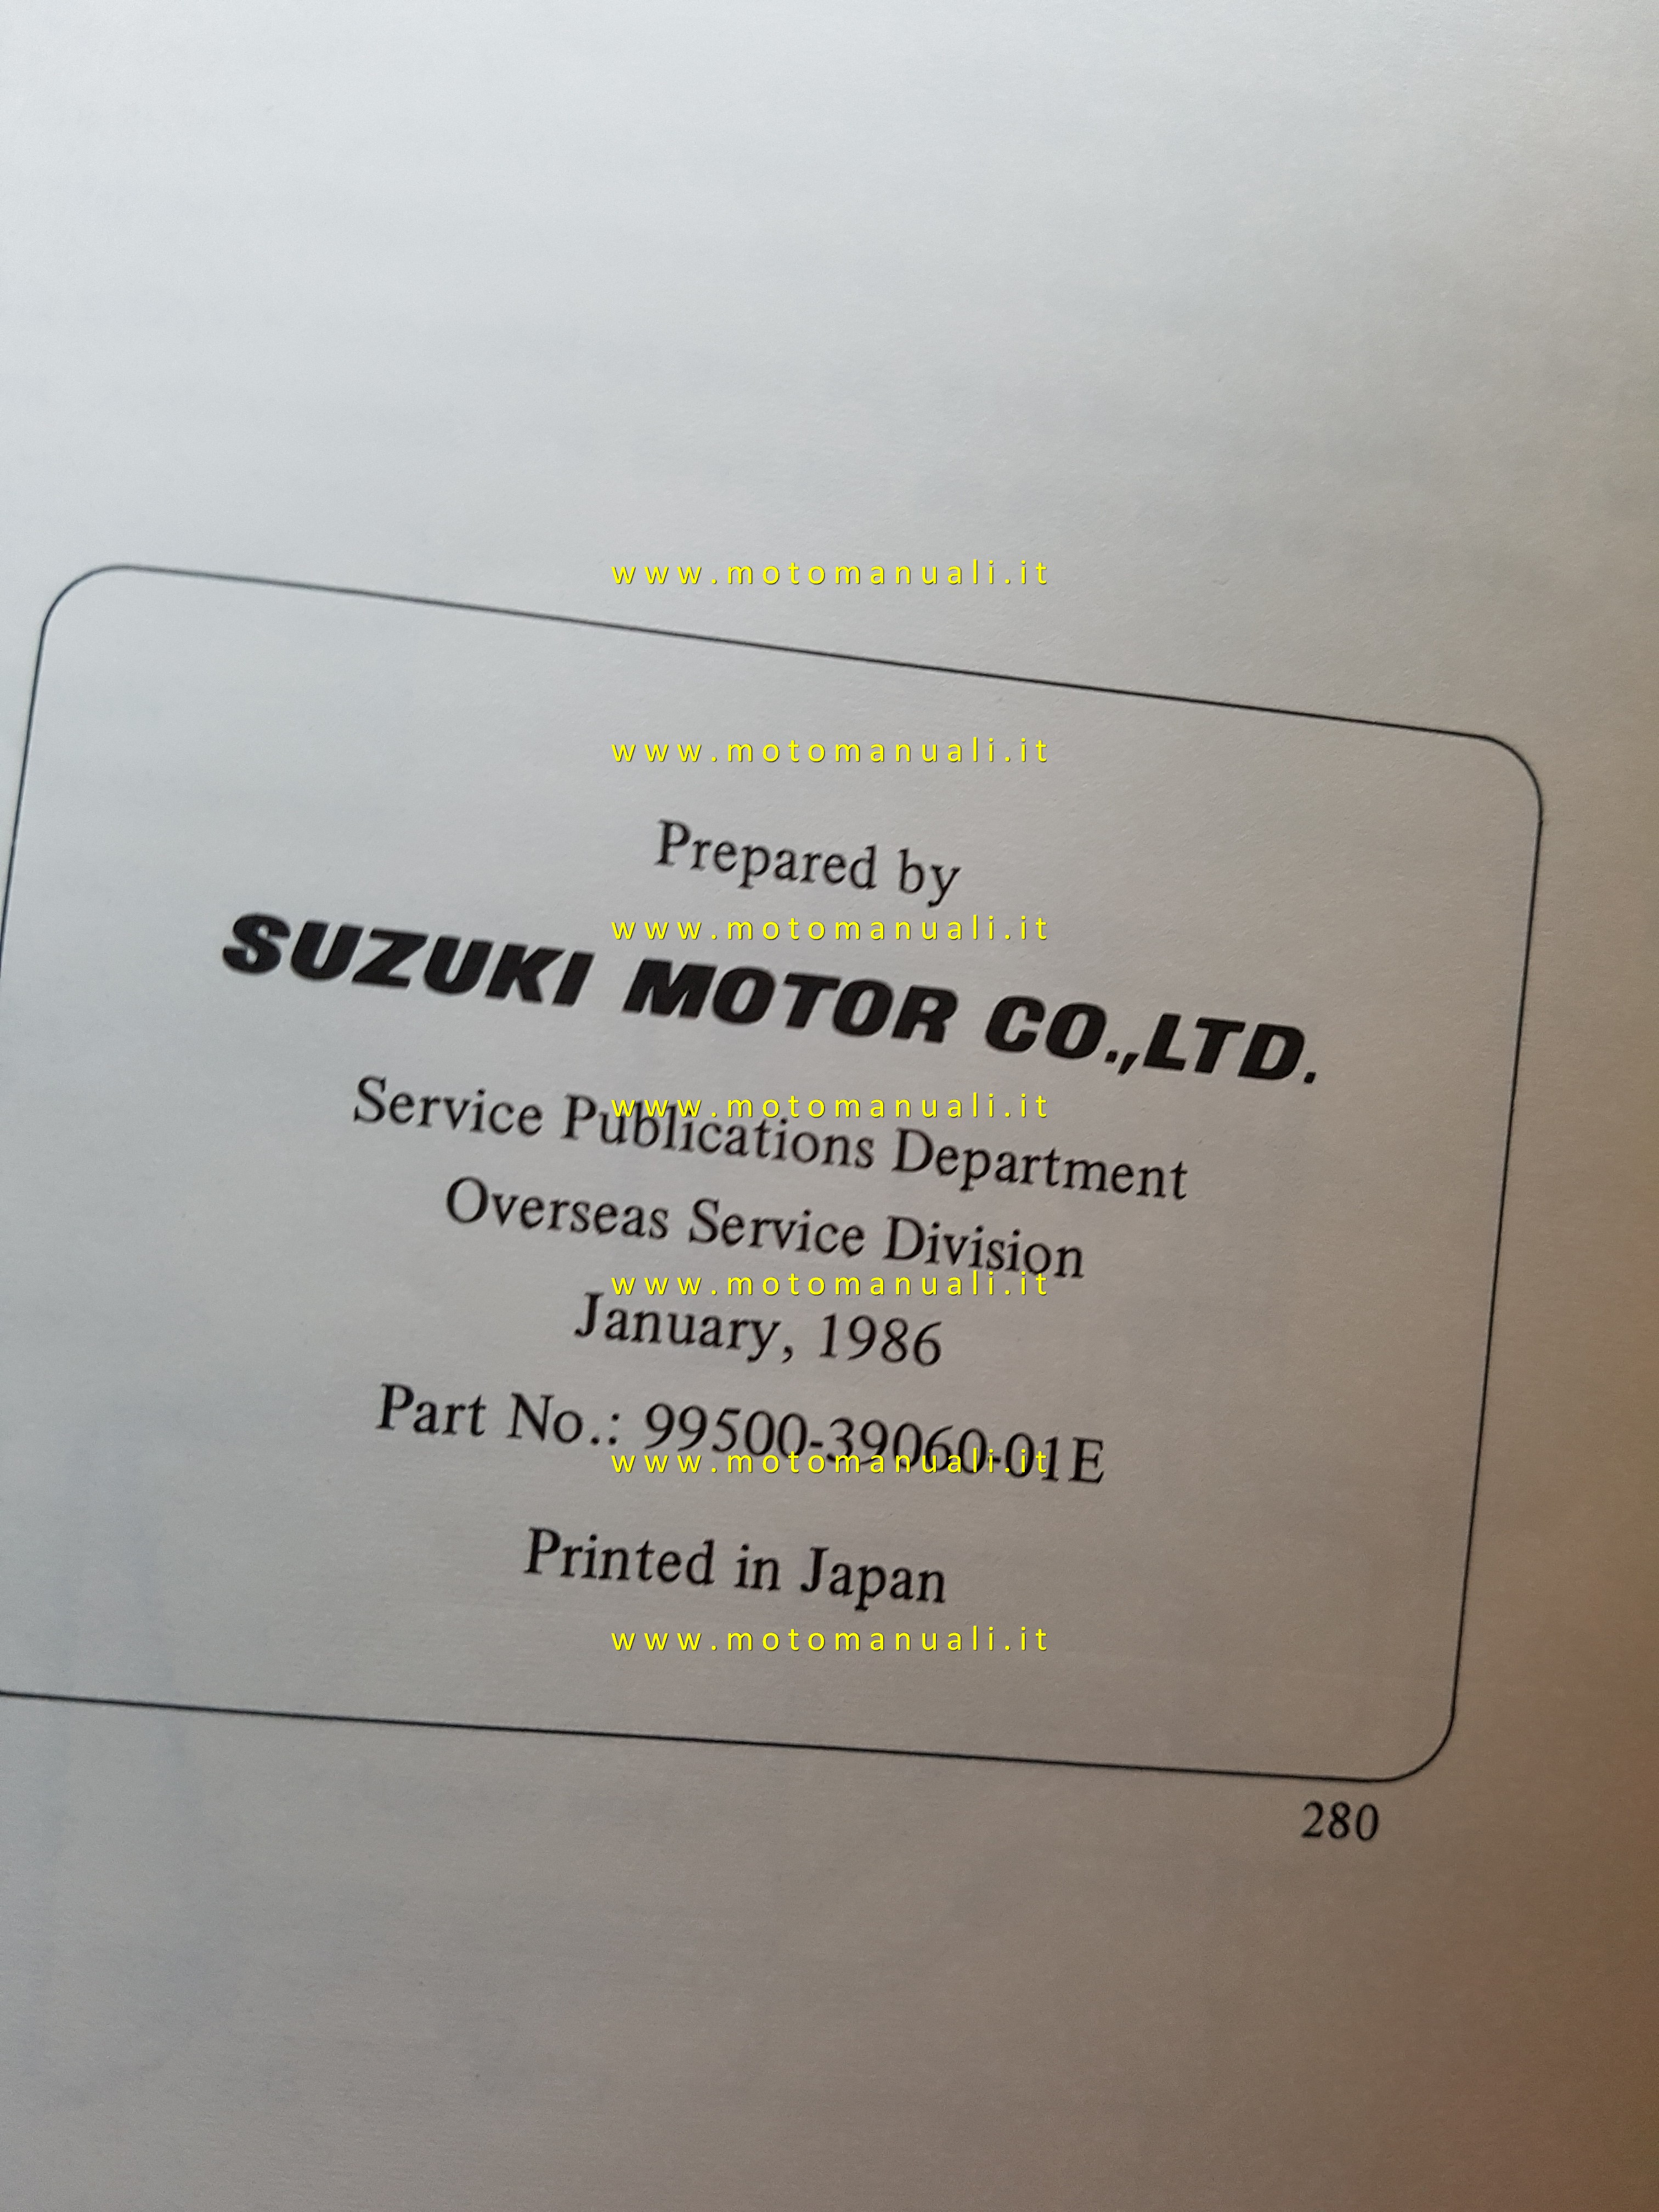 www.motomanuali.it
www.motomanuali.it
Prepared by
www.motomanuali.it
SUZUKI MOTOR CO.,LTD.
www.motomanuali.it
Service Publications Department
Overseas Service Division
www.motomanuali.it
January, 1986
Part No.: 99500-39060-01E
www.motomanuali.it
Printed in Japan
www.motomanuali.it
280